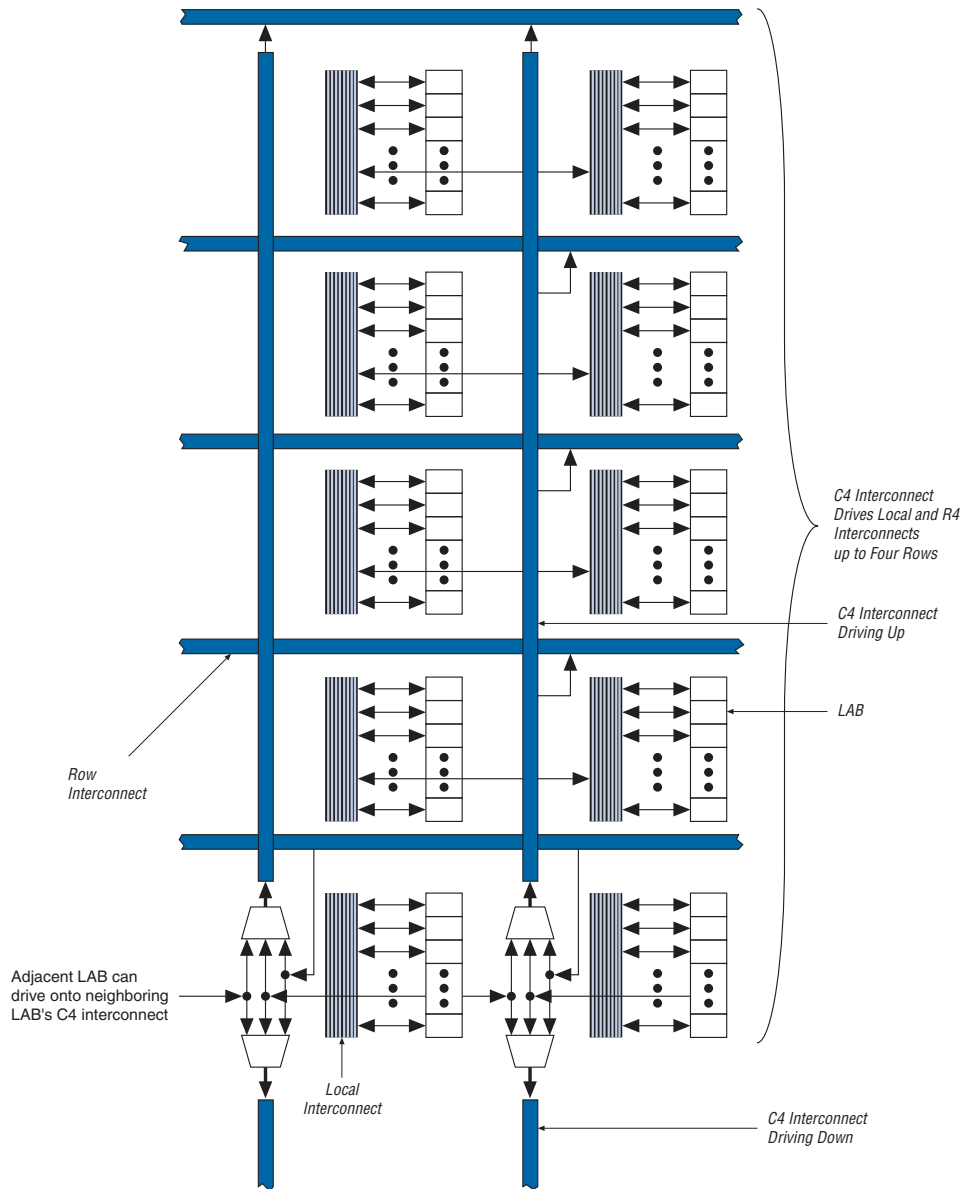 C4 Interconnect
Drives Local and R4
Interconnects
up to Four Rows
C4 Interconnect
Driving Up
LAB
Row
Interconnect
Adjacent LAB can
drive onto neighboring
LAB's C4 interconnect
Local
Interconnect
C4 Interconnect
Driving Down